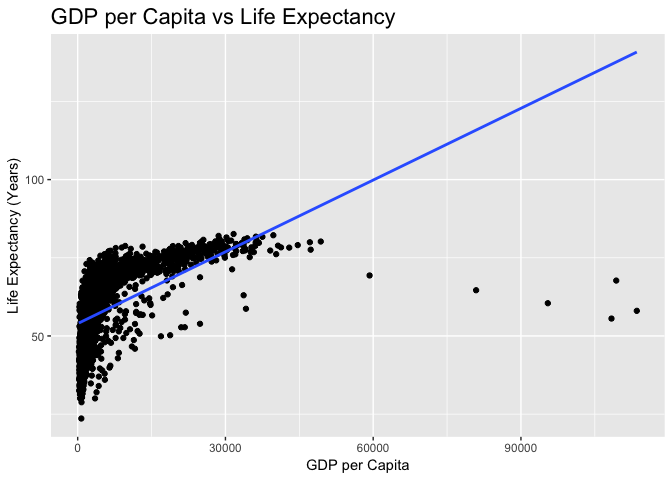 GDP per Capita vs Life Expectancy
Life Expectancy (Years)
100
50
0
30000
60000
90000
GDP per Capita